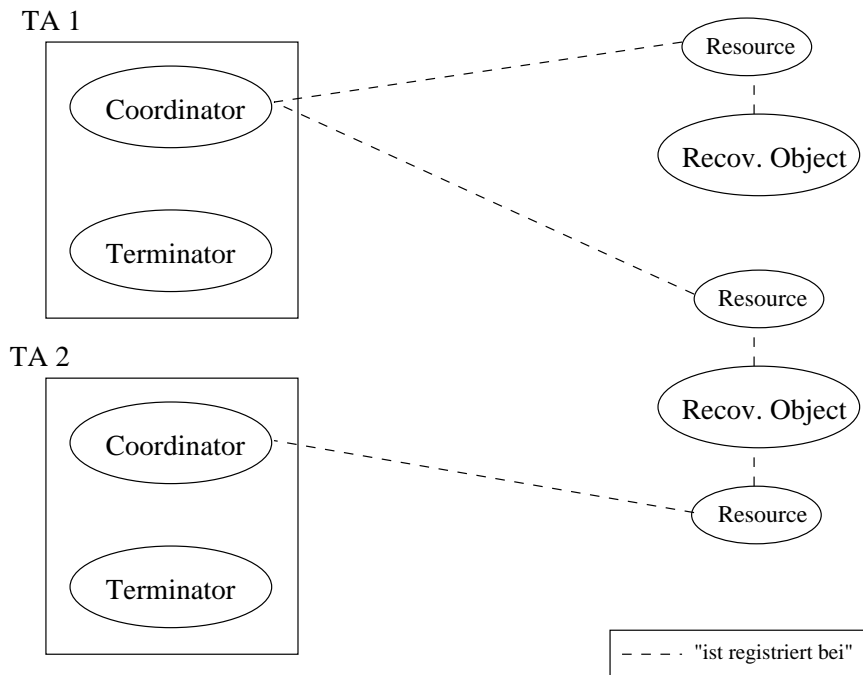 TA 1
Coordinator
Terminator
Resource
Recov. Object
Resource
TA 2
Recov. Object
Coordinator
Resource
Terminator
"ist registriert bei"